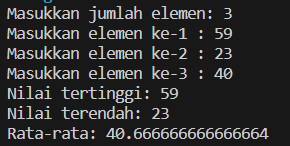 Masukkan jumlah elemen: 3
Masukkan elemen ke-1 : 59
Masukkan elemen ke-2 : 23
Masukkan elemen ke-3 : 40
Nilai tertinggi: 59
Nilai terendah: 23
Rata-rata: 40.666666666666664